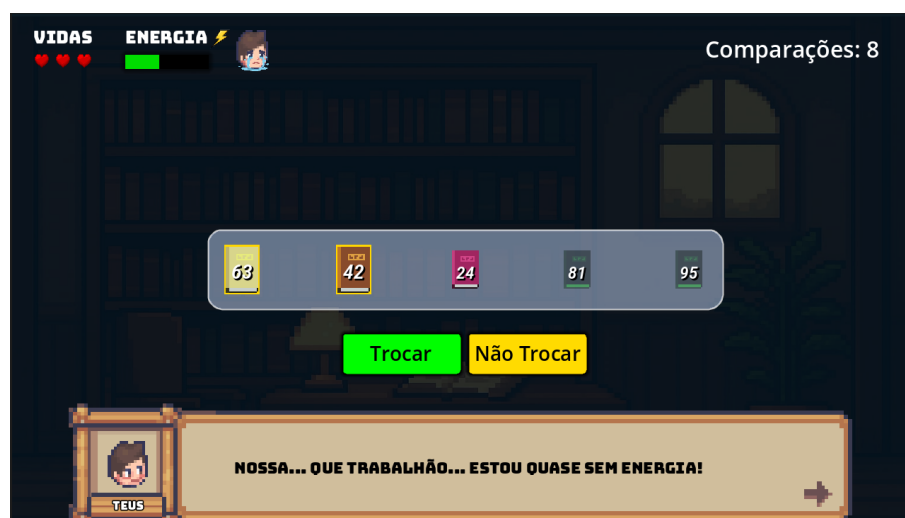 VIDAS ENERGIA
Comparações: 8
63 42 24 81 95
Trocar Não Trocar
NOSSA... QUE TRABALHÃO... ESTOU QUASE SEM ENERGIA!
TEUS